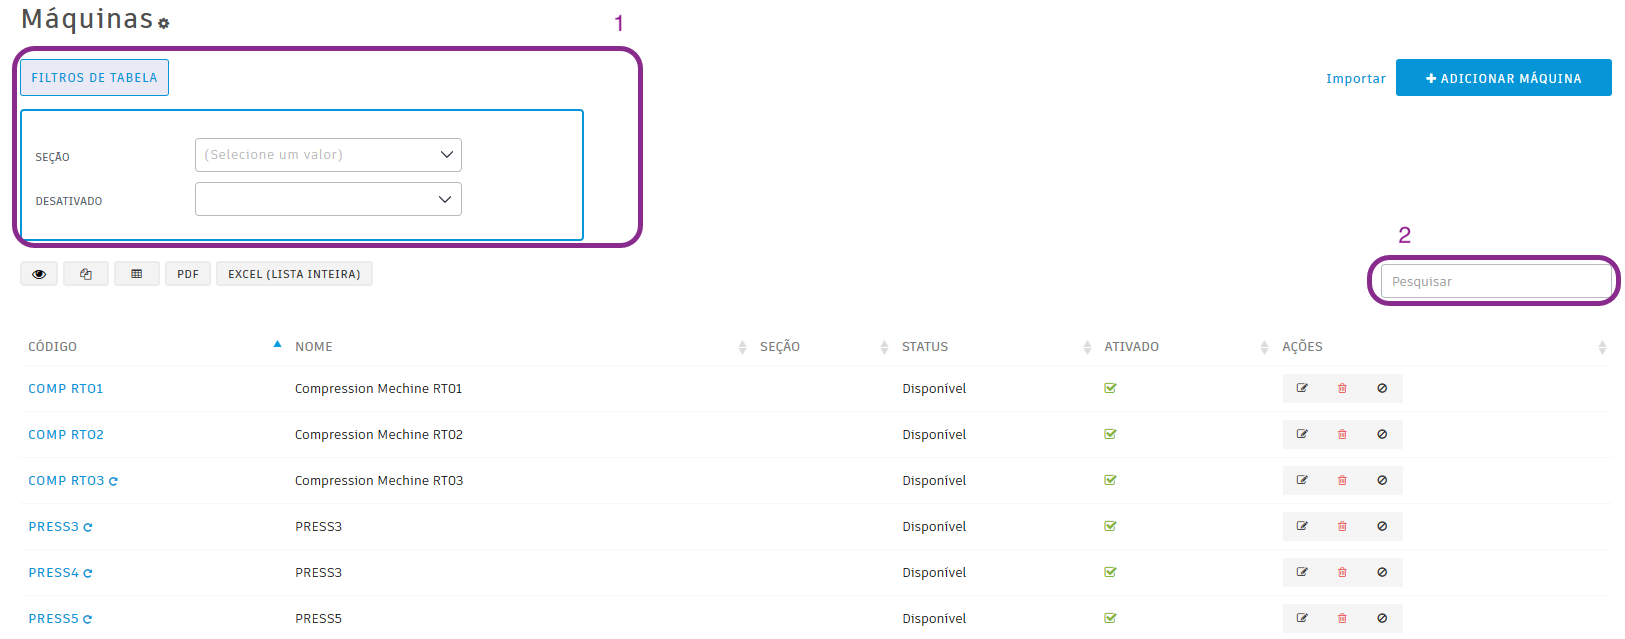 Máquinas
1
FILTROS DE TABELA
Importar
ADICIONAR MÁQUINA
SEÇÃO
(Selecione um valor)
DESATIVADO
2
PDF
EXCEL (LISTA INTEIRA)
Pesquisar
CÓDIGO NOME SEÇÃO STATUS ATIVADO AÇÕES
COMP RT01 Compression Mechine RT01 Disponível
COMP RT02 Compression Mechine RT02 Disponível
COMP RT03 Compression Mechine RT03 Disponível
PRESS3 PRESS3 Disponível
PRESS4 PRESS3 Disponível
PRESS5 PRESS5 Disponível